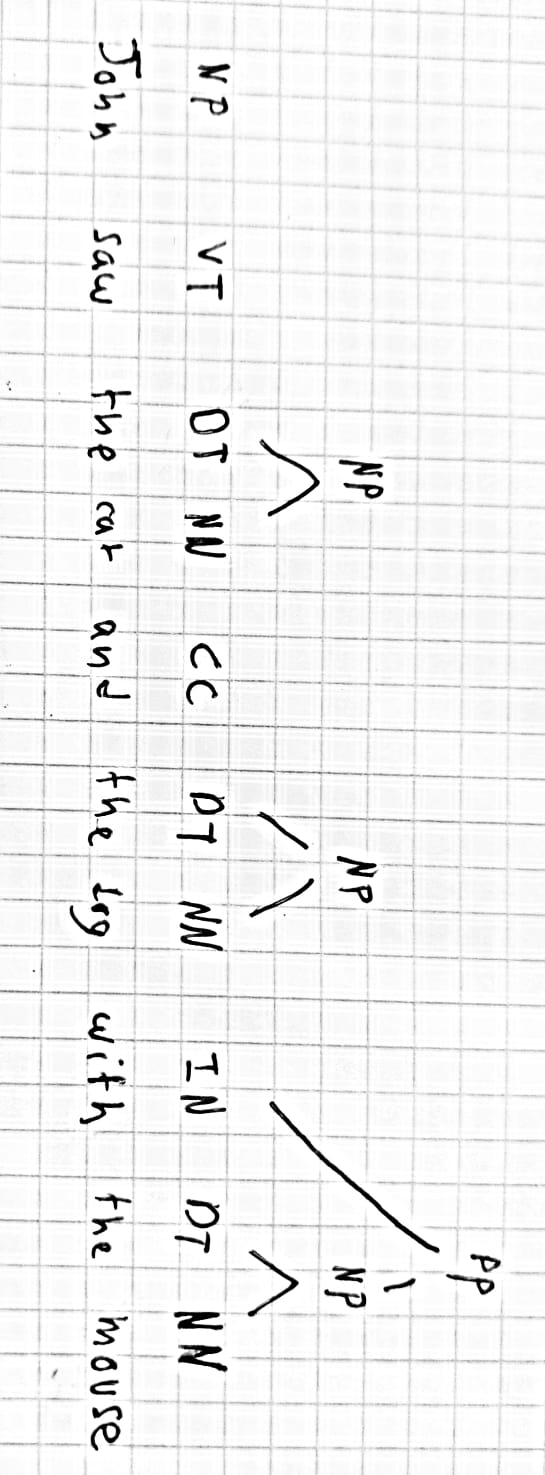 PP
NP NP NP
NP VI DT NN CC DT NN IN DT NN
John saw the cat and the dog with the mouse